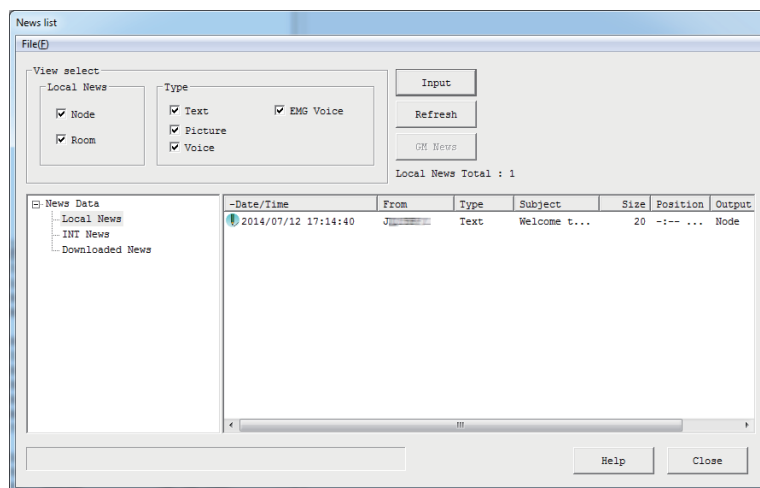 News list
File(F)
View select
Local News
Node
Room
Type
Text
Picture
Voice
EMG Voice
Input
Refresh
GM News
Local News Total : 1
News Data
Local News
INT News
Downloaded News
-Date/Time From Type Subject Size Position Output
2014/07/12 17:14:40 J Text Welcome t... 20 -:-- ... Node
Help Close